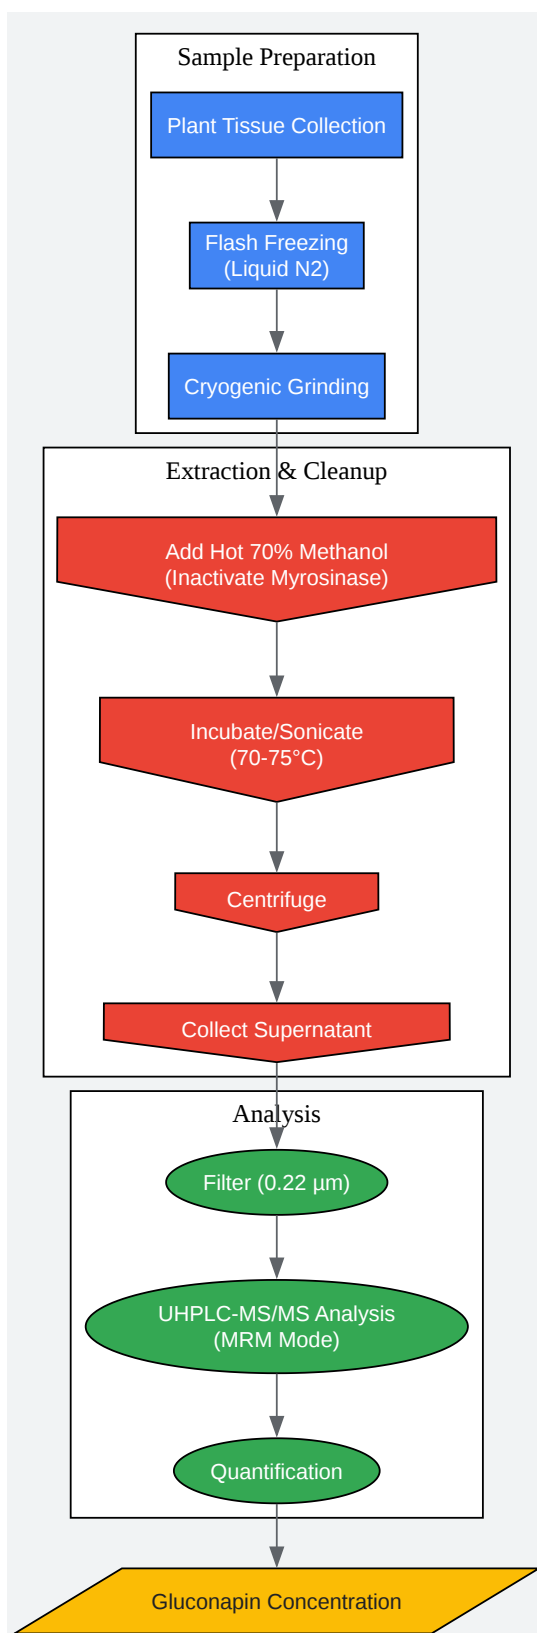 Sample Preparation
Plant Tissue Collection
Flash Freezing
(Liquid N2)
Cryogenic Grinding
Extraction & Cleanup
Add Hot 70% Methanol
(Inactivate Myrosinase)
Incubate/Sonicate
(70-75°C)
Centrifuge
Collect Supernatant
Analysis
Filter (0.22 µm)
UHPLC-MS/MS Analysis
(MRM Mode)
Quantification
Gluconapin Concentration